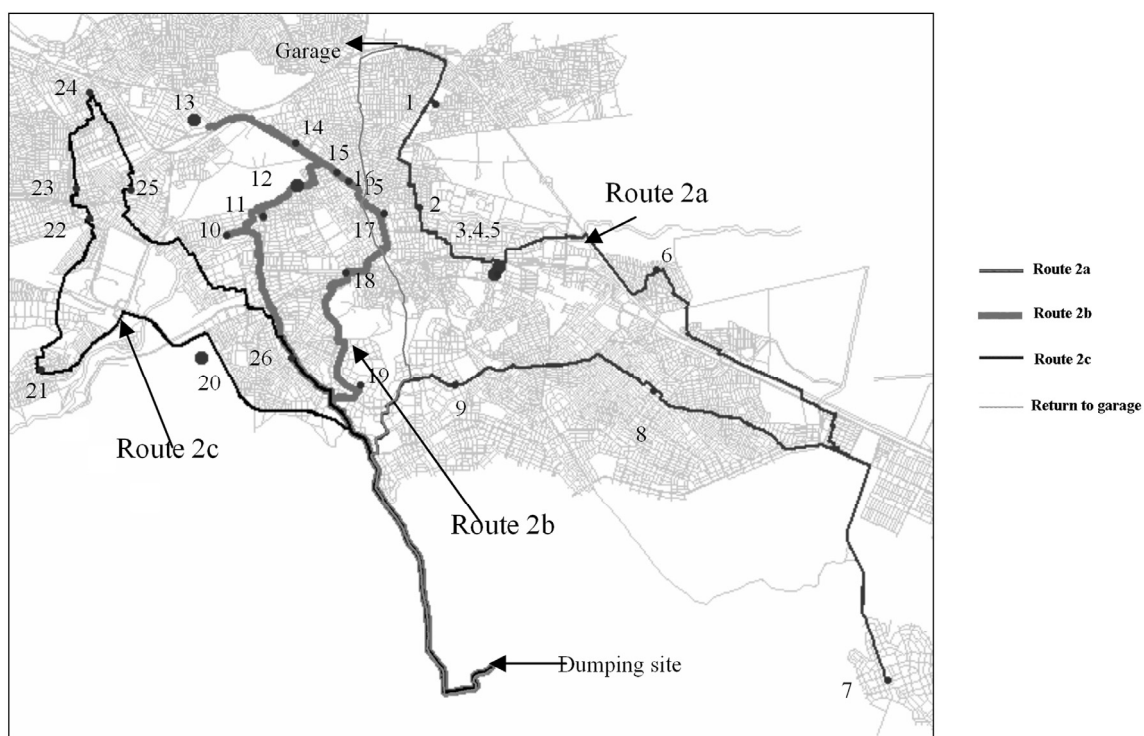 Garage
24
13
1
14
15
16
12
15
23
25
11
2
Route 2a
22
10
17
3,4,5
6
18
Route 2a
Route 2b
Route 2c
Return to garage
26
19
21
20
9
8
Route 2c
Route 2b
Dumping site
7